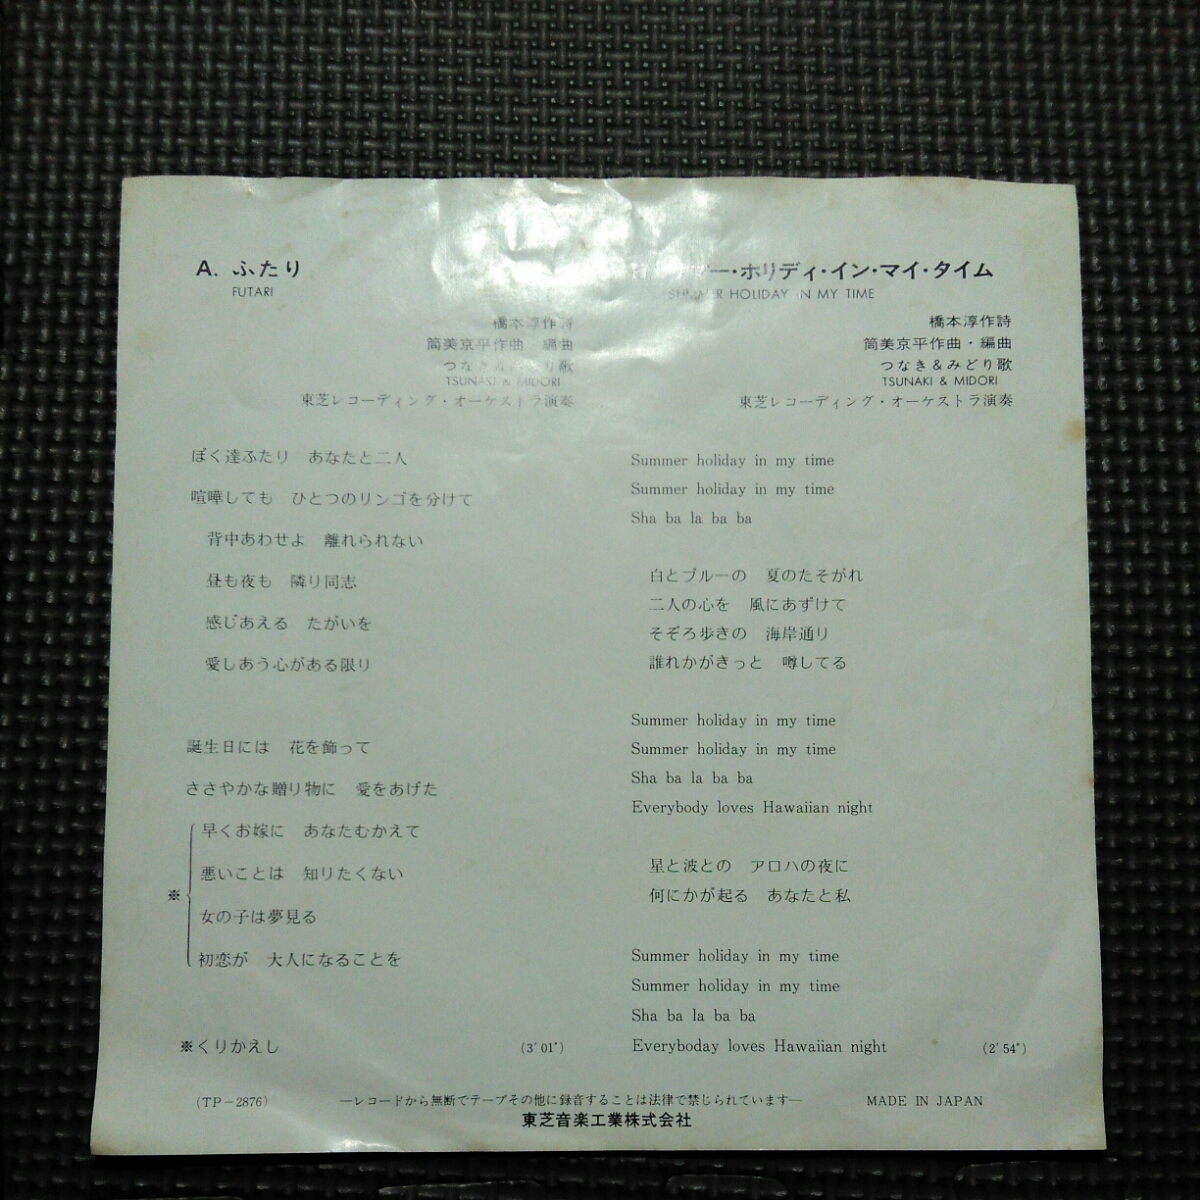 A. ふたり
FUTARI
橋本淳作詩
筒美京平作曲・編曲
つなき&みどり歌
TSUNAKI & MIDORI
東芝レコーディング・オーケストラ演奏
ぼく達ふたり　あなたと二人
喧嘩しても　ひとつのリンゴを分けて
背中あわせよ　離れられない
昼も夜も　隣り同志
感じあえる　たがいを
愛しあう心がある限り
誕生日には　花を飾って
ささやかな贈り物に　愛をあげた
早くお嫁に　あなたむかえて
悪いことは　知りたくない
※
女の子は夢見る
初恋が　大人になることを
※くりかえし
(3′01″)
ー・ホリディ・イン・マイ・タイム
SUMMER HOLIDAY IN MY TIME
橋本淳作詩
筒美京平作曲・編曲
つなき&みどり歌
TSUNAKI & MIDORI
東芝レコーディング・オーケストラ演奏
Summer holiday in my time
Summer holiday in my time
Sha ba la ba ba
白とブルーの　夏のたそがれ
二人の心を　風にあずけて
そぞろ歩きの　海岸通り
誰れかがきっと　噂してる
Summer holiday in my time
Summer holiday in my time
Sha ba la ba ba
Everybody loves Hawaiian night
星と波との　アロハの夜に
何にかが起る　あなたと私
Summer holiday in my time
Summer holiday in my time
Sha ba la ba ba
Everyboday loves Hawaiian night
(2′54″)
(TP-2876)
―レコードから無断でテープその他に録音することは法律で禁じられています―
MADE IN JAPAN
東芝音楽工業株式会社